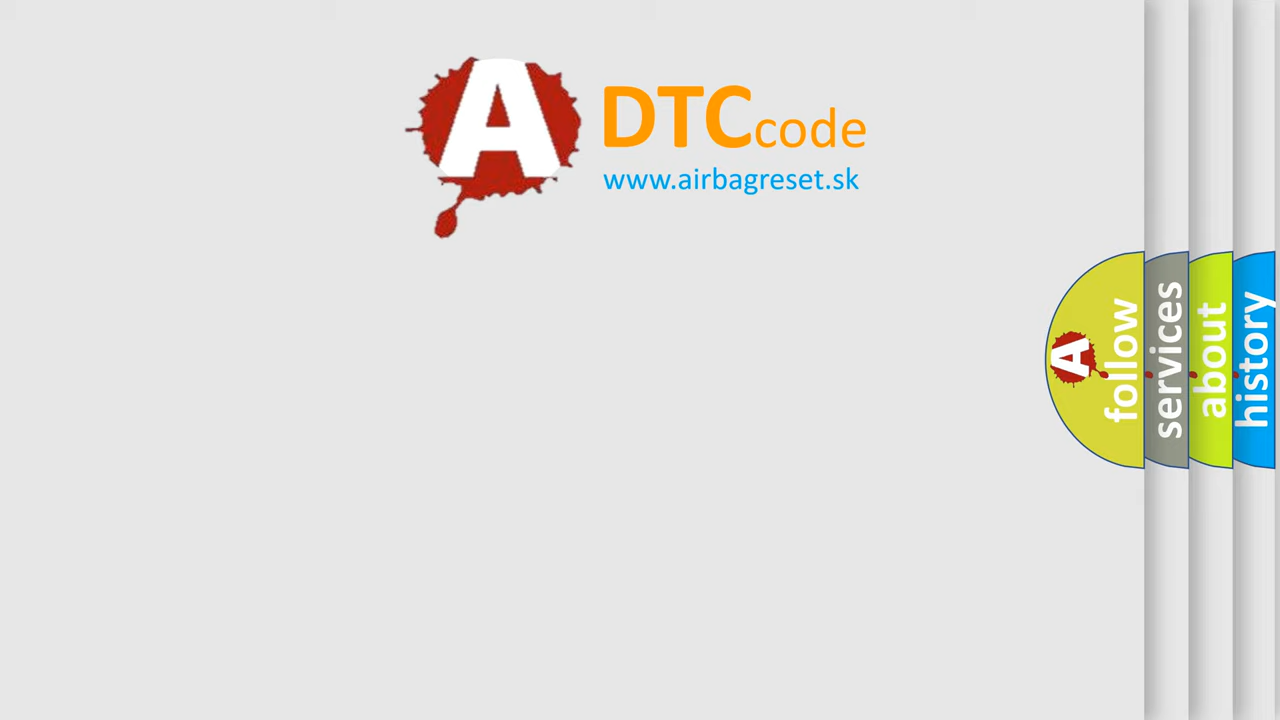 A
DTCcode
www.airbagreset.sk
A
follow
services
about
history